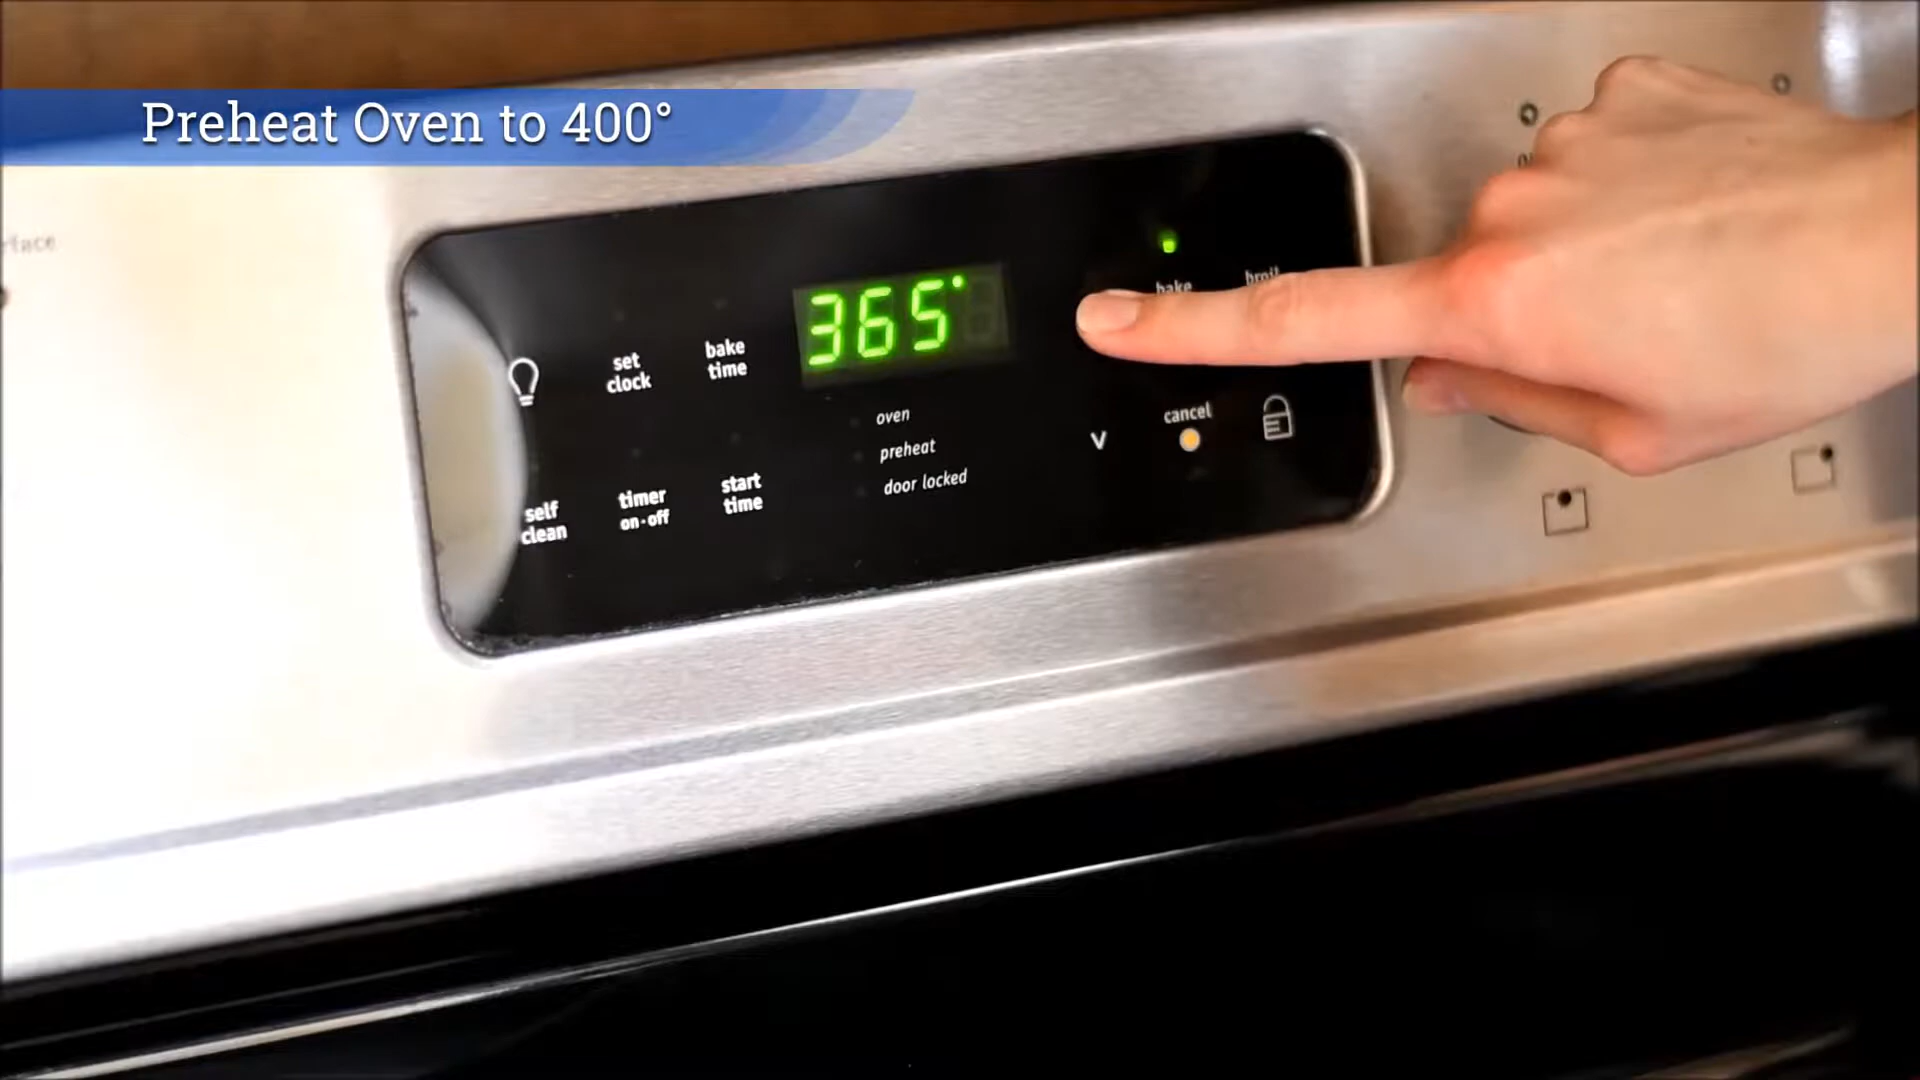 Preheat Oven to 400°
365°
bake
broil
set
clock
bake
time
oven
preheat
door locked
v
cancel
self
clean
timer
on·off
start
time